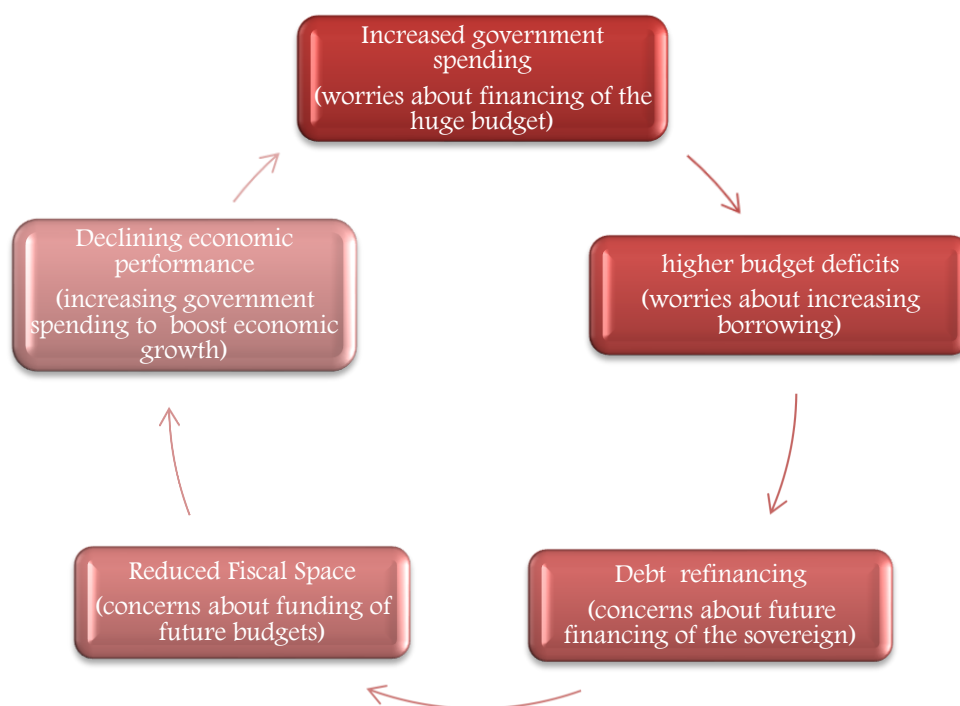 Increased government
spending
(worries about financing of the
huge budget)
higher budget deficits
(worries about increasing
borrowing)
Debt  refinancing
(concerns about future
financing of the sovereign)
Reduced Fiscal Space
(concerns about funding of
future budgets)
Declining economic
performance
(increasing government
spending to  boost economic
growth)